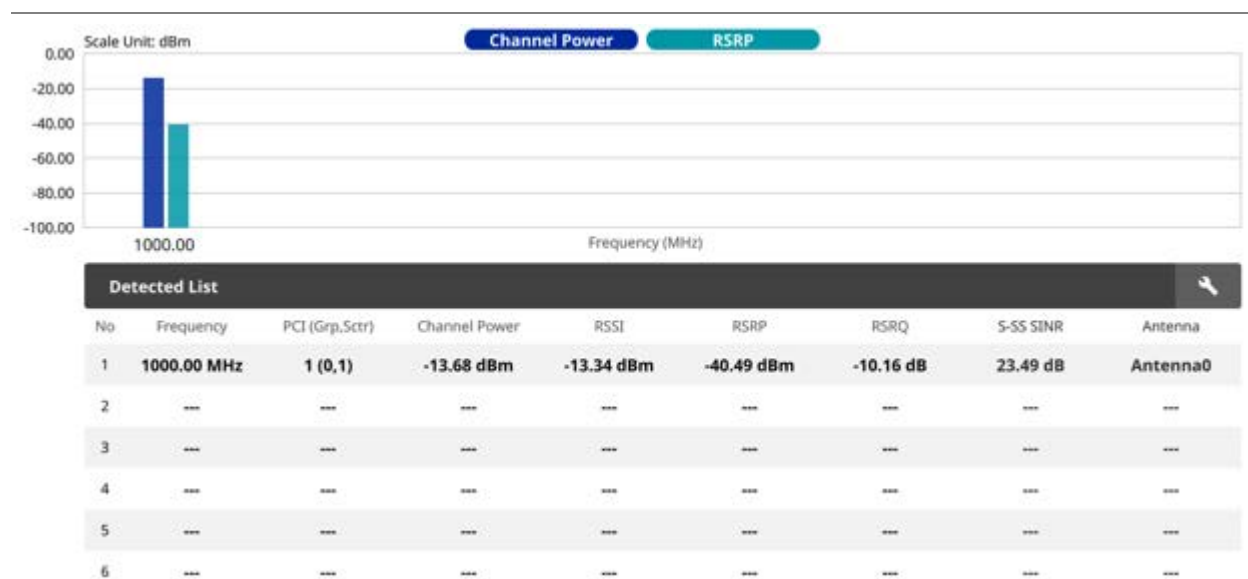 Scale Unit: dBm Channel Power RSRP
0.00
-20.00
-40.00
-60.00
-80.00
-100.00
1000.00 Frequency (MHz)
Detected List
No Frequency PCI (Grp,Sctr) Channel Power RSSI RSRP RSRQ S-SS SINR Antenna
1 1000.00 MHz 1 (0,1) -13.68 dBm -13.34 dBm -40.49 dBm -10.16 dB 23.49 dB Antenna0
2 --- --- --- --- --- --- --- ---
3 --- --- --- --- --- --- --- ---
4 --- --- --- --- --- --- --- ---
5 --- --- --- --- --- --- --- ---
6 --- --- --- --- --- --- --- ---